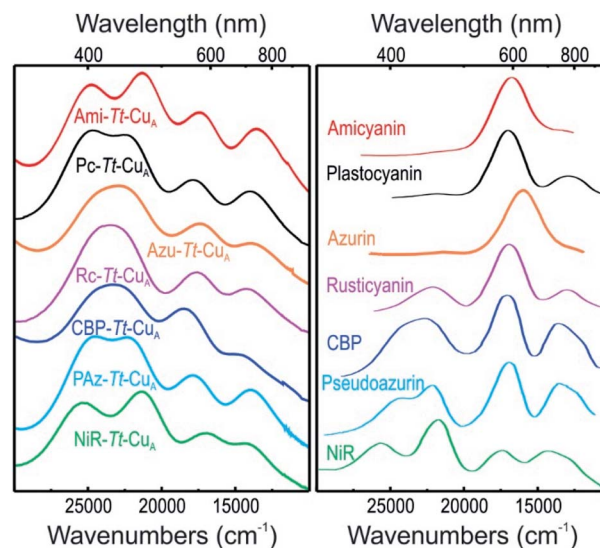 Wavelength (nm) Wavelength (nm)
400 600 800 400 600 800
Ami-Tt-CuA
Pc-Tt-CuA
Azu-Tt-CuA
Rc-Tt-CuA
CBP-Tt-CuA
PAz-Tt-CuA
NiR-Tt-CuA
Amicyanin
Plastocyanin
Azurin
Rusticyanin
CBP
Pseudoazurin
NiR
25000 20000 15000 25000 20000 15000
Wavenumbers (cm-1) Wavenumbers (cm-1)